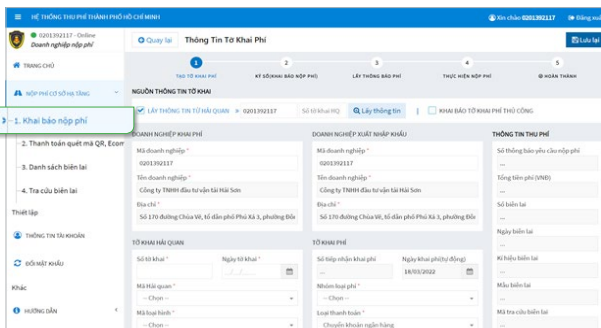 HỆ THỐNG THU PHÍ THÀNH PHỐ HỒ CHÍ MINH
Xin chào 0201392117
Đăng xuất
0201392117 - Online
Doanh nghiệp nộp phí
Quay lại
Thông Tin Tờ Khai Phí
Lưu lại
TRANG CHỦ
NỘP PHÍ CƠ SỞ HẠ TẦNG
1. Khai báo nộp phí
2. Thanh toán quét mã QR, Ecom
3. Danh sách biên lai
4. Tra cứu biên lai
Thiết lập
THÔNG TIN TÀI KHOẢN
ĐỔI MẬT KHẨU
Khác
HƯỚNG DẪN
1
TẠO TỜ KHAI PHÍ
2
KÝ SỐ(KHAI BÁO NỘP PHÍ)
3
LẤY THÔNG BÁO PHÍ
4
THỰC HIỆN NỘP PHÍ
5
HOÀN THÀNH
NGUỒN THÔNG TIN TỜ KHAI
LẤY THÔNG TIN TỪ HẢI QUAN
0201392117
Số tờ khai HQ
Lấy thông tin
KHAI BÁO TỜ KHAI PHÍ THỦ CÔNG
DOANH NGHIỆP KHAI PHÍ
Mã doanh nghiệp *
0201392117
Tên doanh nghiệp *
Công ty TNHH đầu tư vận tải Hải Sơn
Địa chỉ *
Số 170 đường Chùa Vẽ, tổ dân phố Phú Xá 3, phường Đôn
DOANH NGHIỆP XUẤT NHẬP KHẨU
Mã doanh nghiệp *
0201392117
Tên doanh nghiệp *
Công ty TNHH đầu tư vận tải Hải Sơn
Địa chỉ *
Số 170 đường Chùa Vẽ, tổ dân phố Phú Xá 3, phường Đôn
THÔNG TIN THU PHÍ
Số thông báo yêu cầu nộp phí
...
Tổng tiền phí(VNĐ)
...
Số biên lai
...
Ngày biên lai
...
Kí hiệu biên lai
...
Mẫu biên lai
...
Mã tra cứu biên lai
...
TỜ KHAI HẢI QUAN
Số tờ khai *
Ngày tờ khai *
__/__/____
Mã Hải quan *
-- Chọn --
Mã loại hình *
-- Chọn --
TỜ KHAI PHÍ
Số tiếp nhận khai phí
...
Ngày khai phí(tự động)
18/03/2022
Nhóm loại phí *
-- Chọn --
Loại thanh toán *
Chuyển khoản ngân hàng